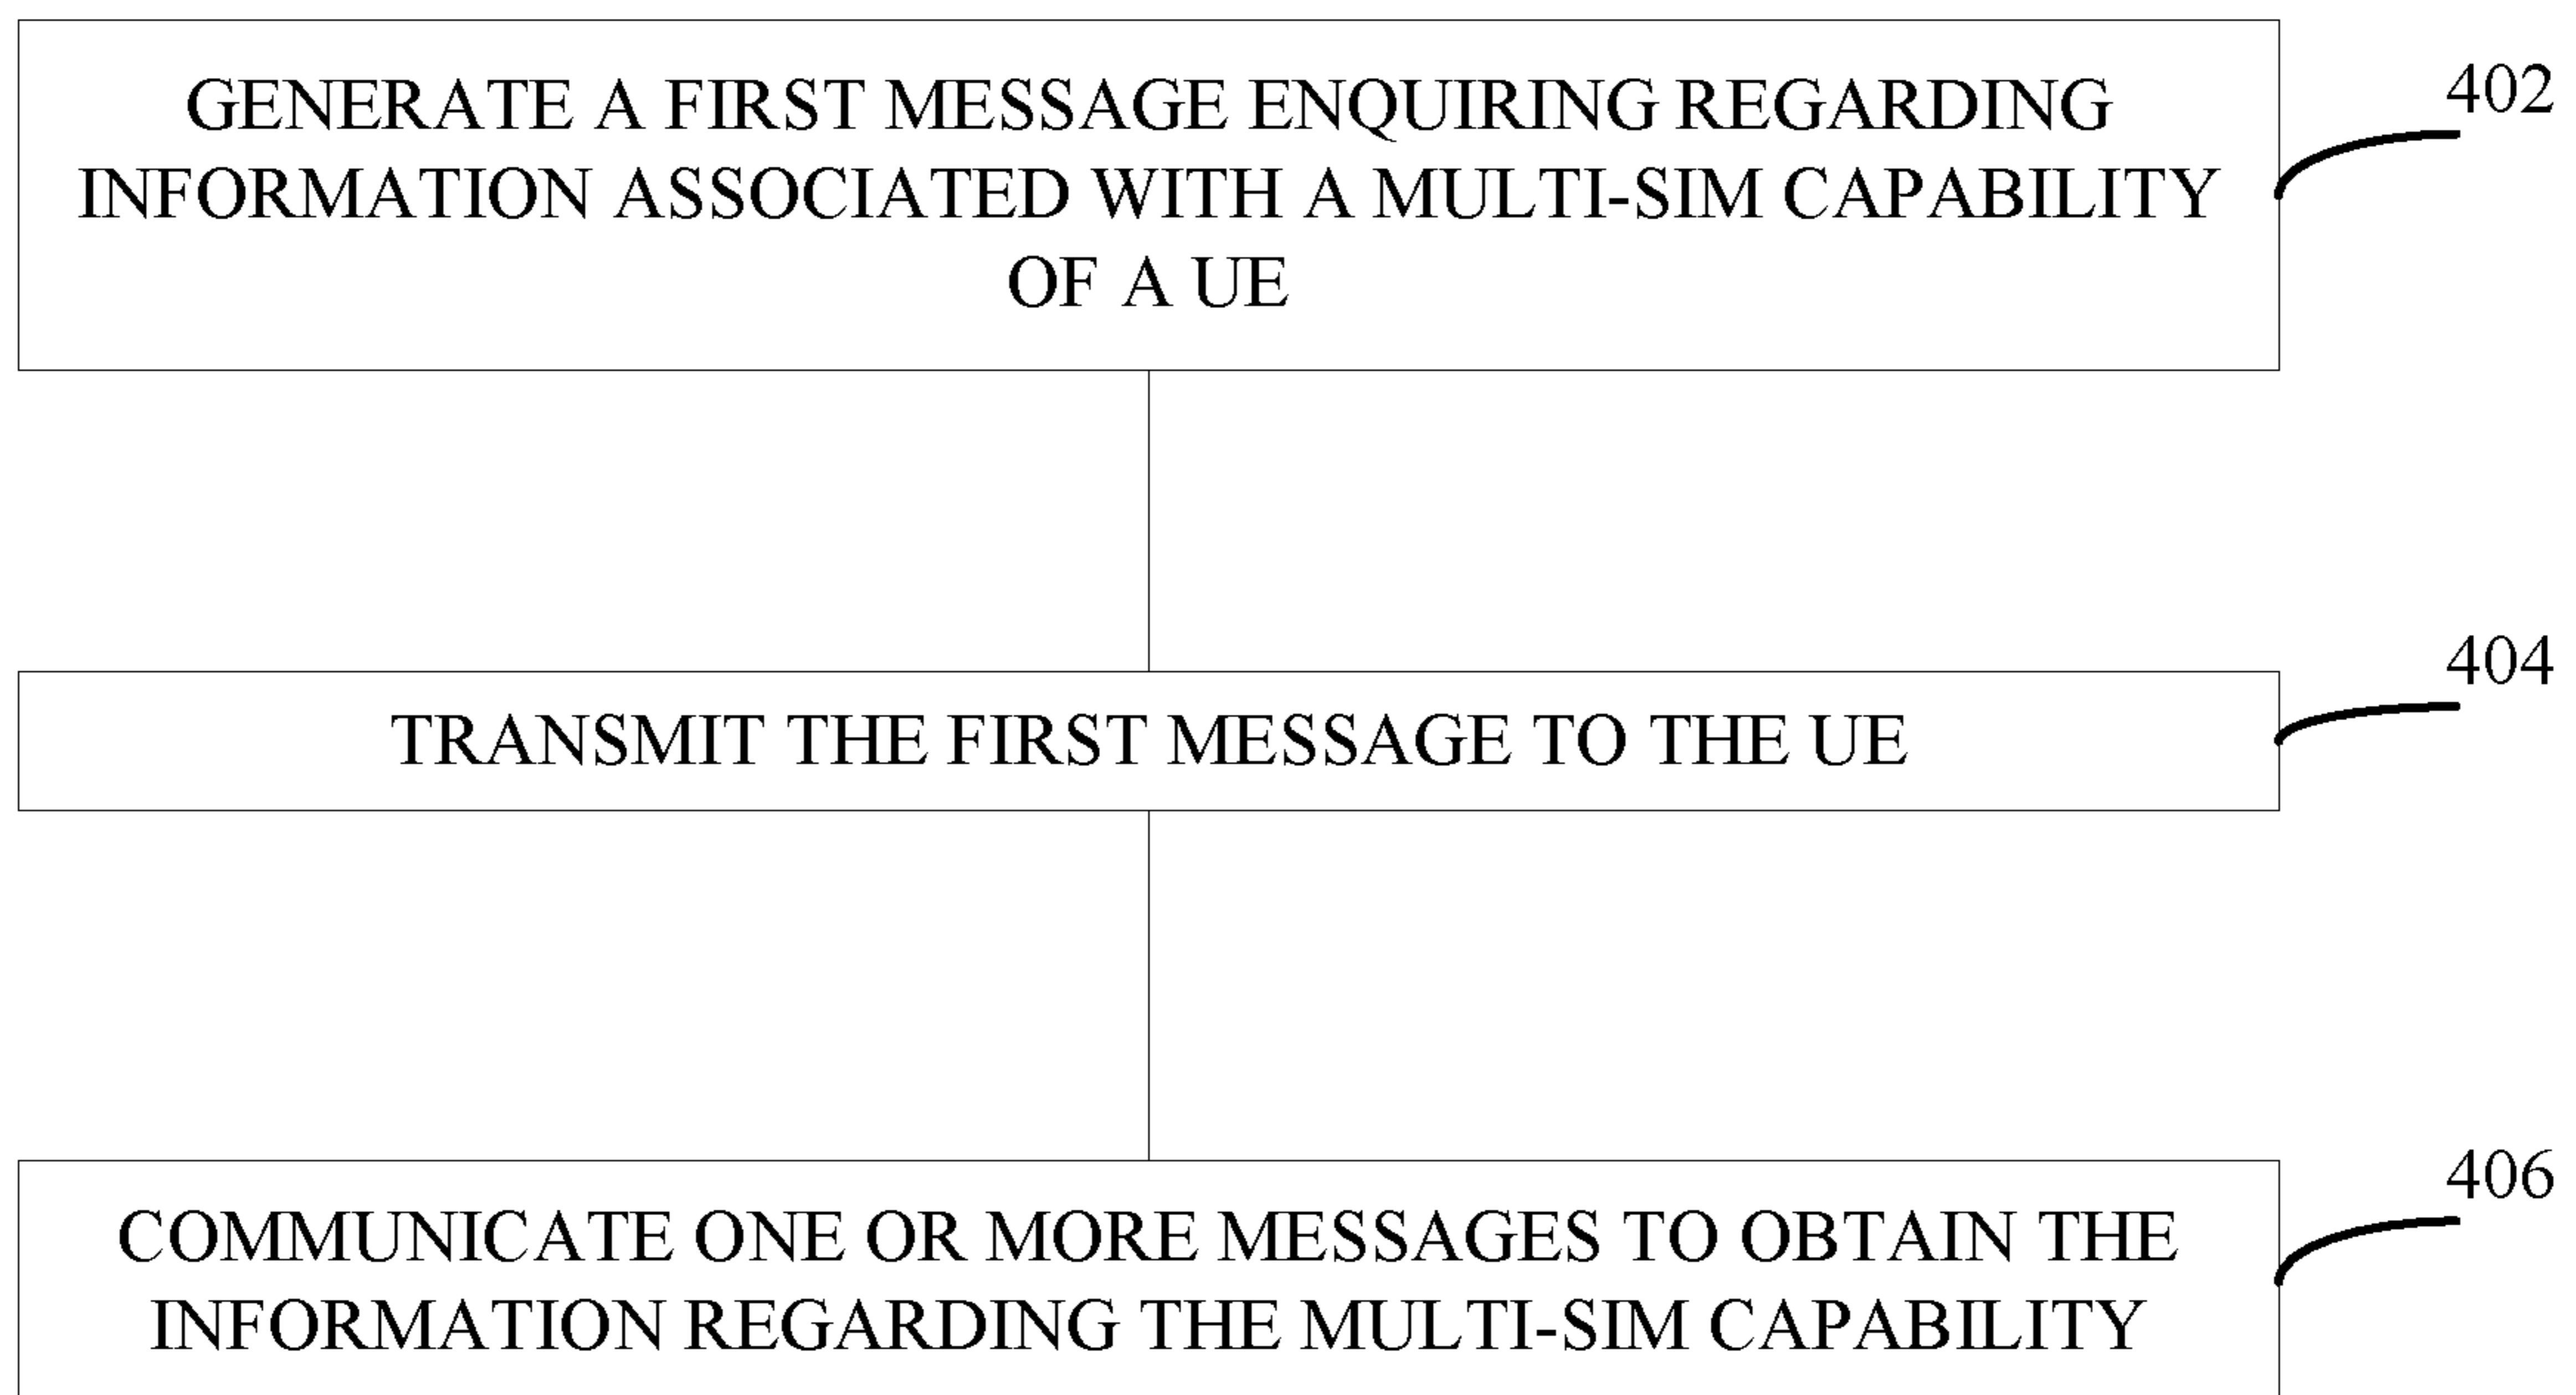 GENERATE A FIRST MESSAGE ENQUIRING REGARDING
INFORMATION ASSOCIATED WITH A MULTI-SIM CAPABILITY
OF A UE
402
TRANSMIT THE FIRST MESSAGE TO THE UE
404
COMMUNICATE ONE OR MORE MESSAGES TO OBTAIN THE
INFORMATION REGARDING THE MULTI-SIM CAPABILITY
406